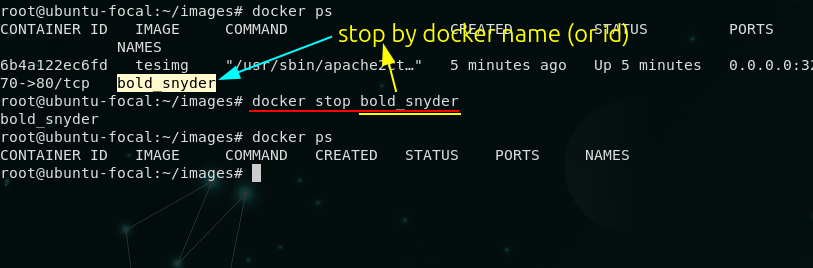 root@ubuntu-focal:~/images# docker ps
CONTAINER ID   IMAGE     COMMAND                  CREATED         STATUS         PORTS
             NAMES
stop by docker name (or id)
6b4a122ec6fd   tesimg    "/usr/sbin/apache2ct…"   5 minutes ago   Up 5 minutes   0.0.0.0:32
70->80/tcp   bold_snyder
root@ubuntu-focal:~/images# docker stop bold_snyder
bold_snyder
root@ubuntu-focal:~/images# docker ps
CONTAINER ID   IMAGE     COMMAND   CREATED   STATUS    PORTS     NAMES
root@ubuntu-focal:~/images#